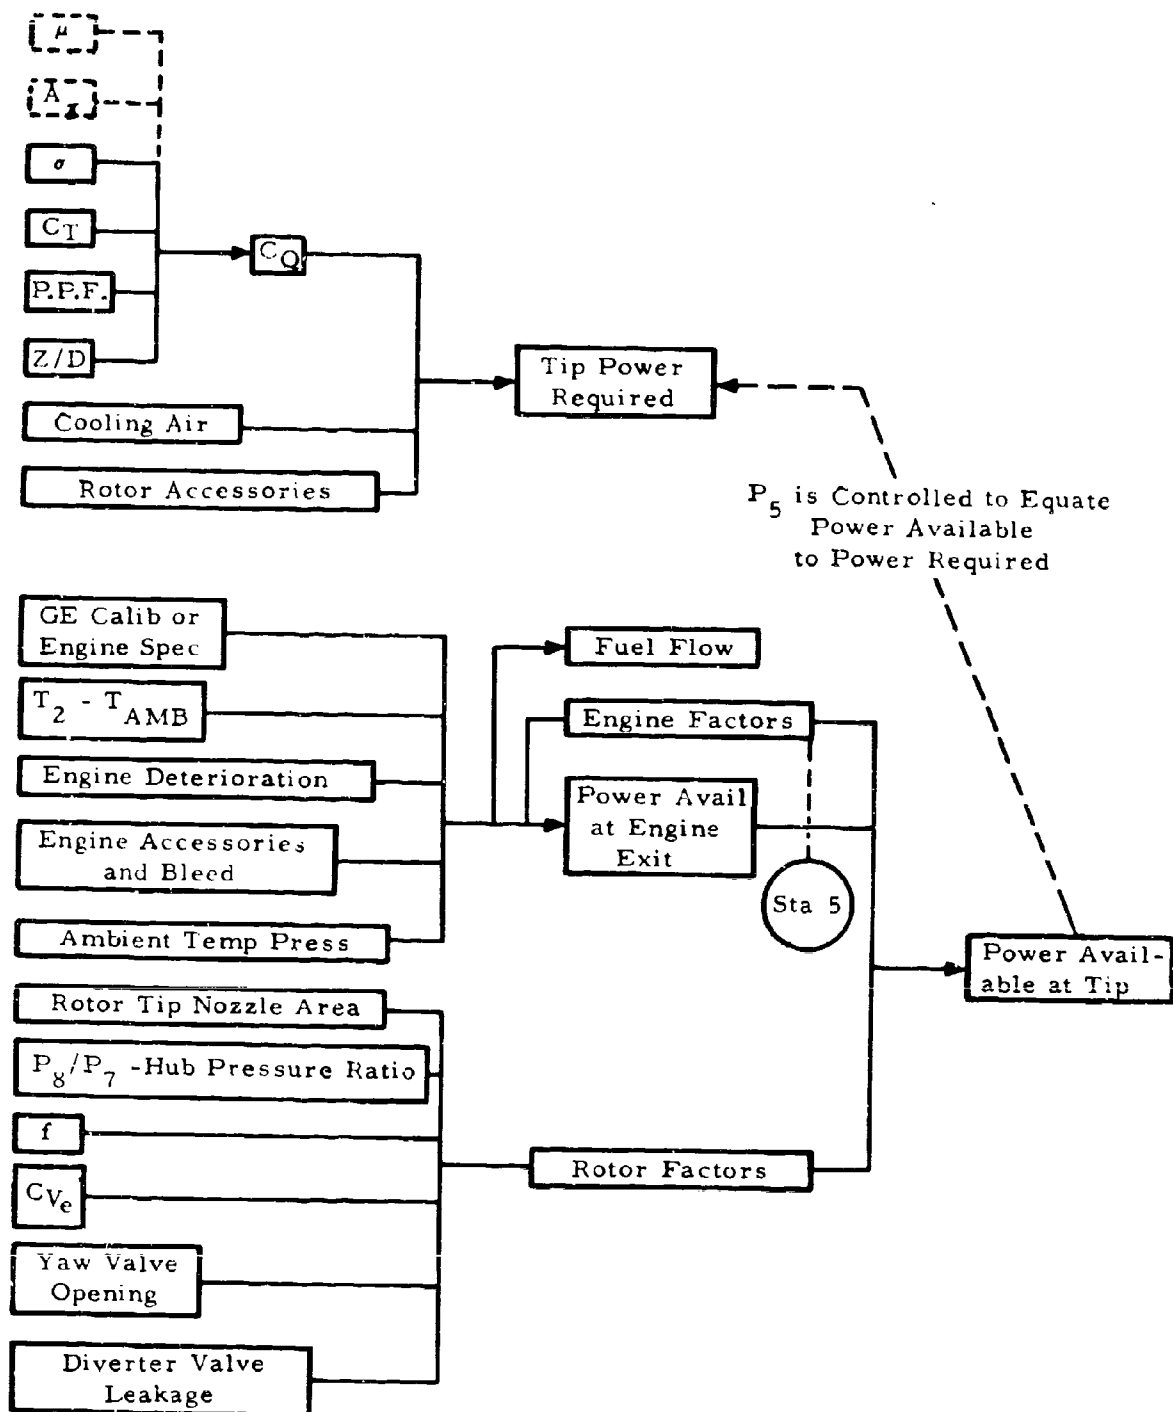 μ
A
σ
C_T
P.P.F.
Z/D
C_Q
Cooling Air
Rotor Accessories
Tip Power
Required
P_5 is Controlled to Equate
Power Available
to Power Required
GE Calib or
Engine Spec
T_2 - T_AMB
Engine Deterioration
Engine Accessories
and Bleed
Ambient Temp Press
Fuel Flow
Engine Factors
Power Avail
at Engine
Exit
Sta 5
Power Avail-
able at Tip
Rotor Tip Nozzle Area
P_8/P_7 -Hub Pressure Ratio
f
C_Ve
Yaw Valve
Opening
Diverter Valve
Leakage
Rotor Factors